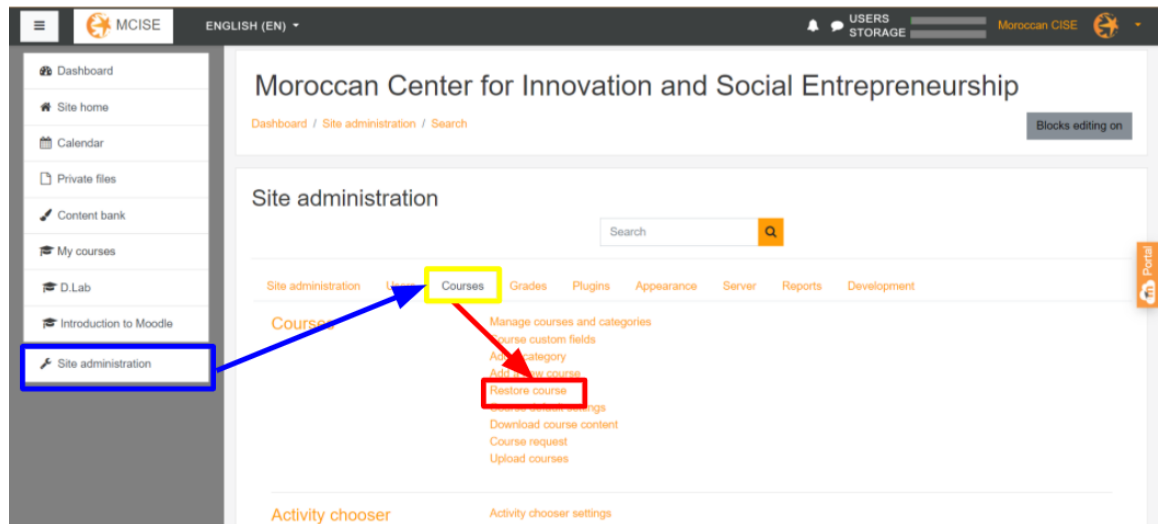 MCISE
ENGLISH (EN)
USERS
STORAGE
Moroccan CISE
Dashboard
Site home
Calendar
Private files
Content bank
My courses
D.Lab
Introduction to Moodle
Site administration
Moroccan Center for Innovation and Social Entrepreneurship
Dashboard / Site administration / Search
Blocks editing on
Site administration
Search
Site administration Users Courses Grades Plugins Appearance Server Reports Development
Courses
Manage courses and categories
Course custom fields
Add a category
Add a new course
Restore course
Course default settings
Download course content
Course request
Upload courses
Activity chooser
Activity chooser settings
Portal